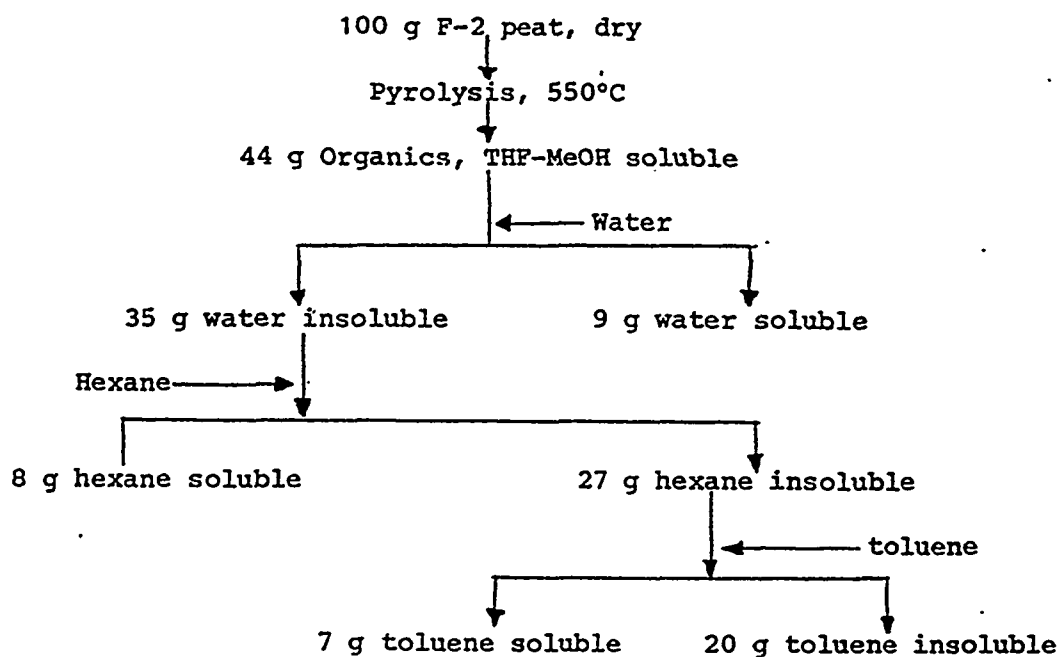 100 g F-2 peat, dry
Pyrolysis, 550°C
44 g Organics, THF-MeOH soluble
Water
35 g water insoluble 9 g water soluble
Hexane
8 g hexane soluble 27 g hexane insoluble
toluene
7 g toluene soluble 20 g toluene insoluble